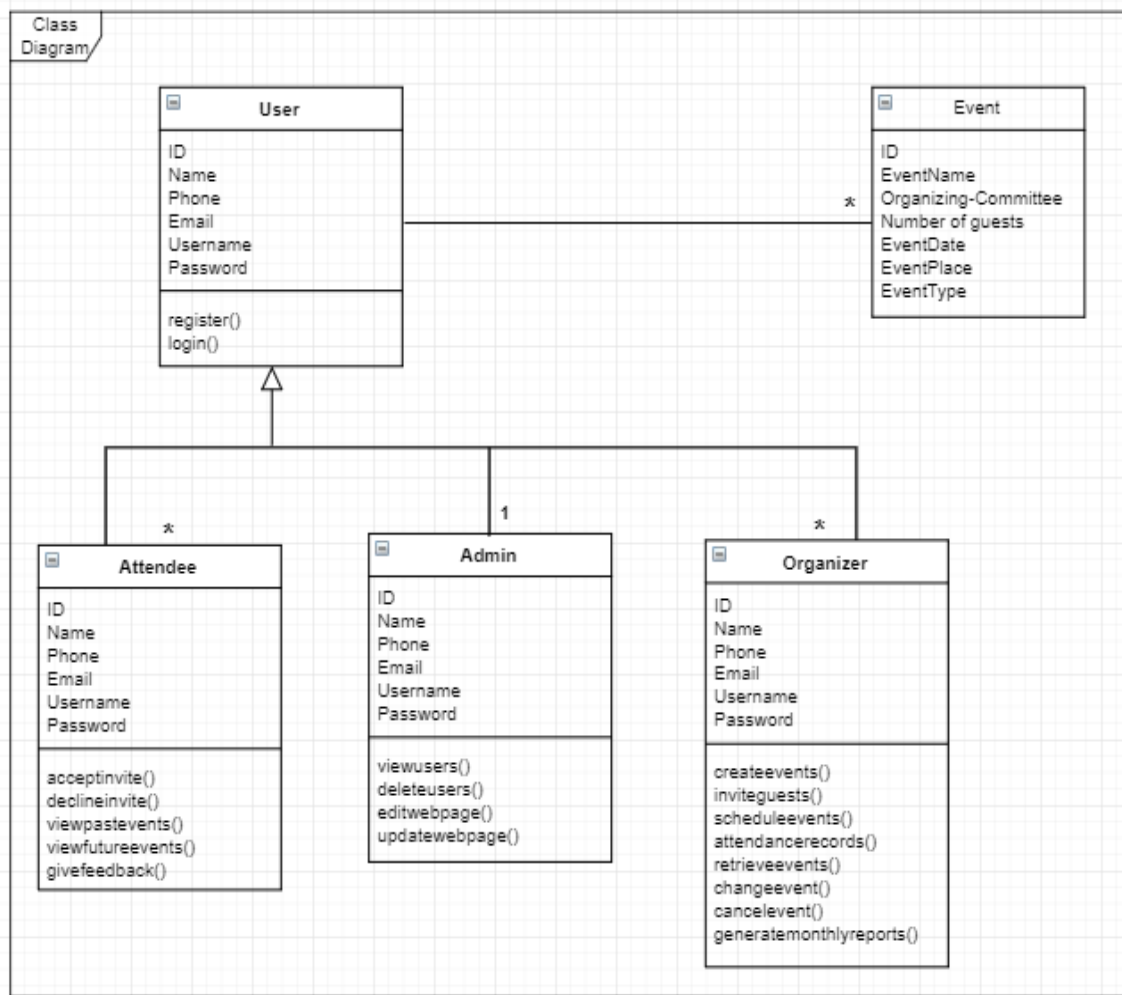 Class
Diagram
User
ID
Name
Phone
Email
Username
Password
register()
login()
*
Event
ID
EventName
Organizing-Committee
Number of guests
EventDate
EventPlace
EventType
*
Attendee
ID
Name
Phone
Email
Username
Password
acceptinvite()
declineinvite()
viewpastevents()
viewfutureevents()
givefeedback()
1
Admin
ID
Name
Phone
Email
Username
Password
viewusers()
deleteusers()
editwebpage()
updatewebpage()
*
Organizer
ID
Name
Phone
Email
Username
Password
createevents()
inviteguests()
scheduleevents()
attendancerecords()
retrieveevents()
changeevent()
cancelevent()
generatemonthlyreports()